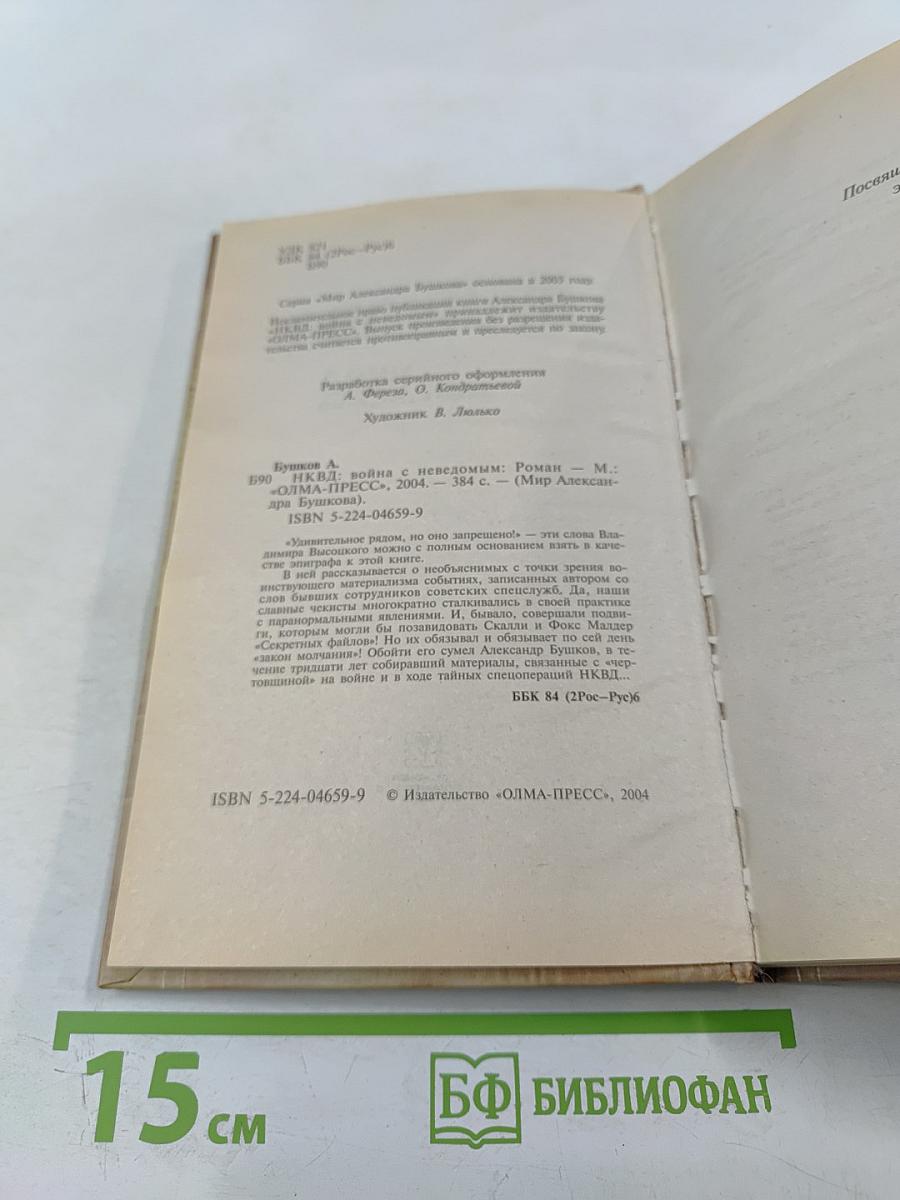 УДК 821
ББК 84 (2Рос—Рус)6
Б90
Серия «Мир Александра Бушкова» основана в 2003 году
Исключительное право публикации книги Александра Бушкова
«НКВД: война с неведомым» принадлежит издательству
«ОЛМА-ПРЕСС». Выпуск произведения без разрешения изда-
тельства считается противоправным и преследуется по закону.
Разработка серийного оформления
А. Фереза, О. Кондратьевой
Художник В. Люлько
Бушков А.
Б90 НКВД: война с неведомым: Роман — М.:
«ОЛМА-ПРЕСС», 2004. — 384 с. — (Мир Алексан-
дра Бушкова).
ISBN 5-224-04659-9
«Удивительное рядом, но оно запрещено!» — эти слова Вла-
димира Высоцкого можно с полным основанием взять в каче-
стве эпиграфа к этой книге.
В ней рассказывается о необъяснимых с точки зрения во-
инствующего материализма событиях, записанных автором со
слов бывших сотрудников советских спецслужб. Да, наши
славные чекисты многократно сталкивались в своей практике
с паранормальными явлениями. И, бывало, совершали подви-
ги, которым могли бы позавидовать Скалли и Фокс Малдер
«Секретных файлов»! Но их обязывал и обязывает по сей день
«закон молчания»! Обойти его сумел Александр Бушков, в те-
чение тридцати лет собиравший материалы, связанные с «чер-
товщиной» на войне и в ходе тайных спецопераций НКВД...
ББК 84 (2Рос—Рус)6
ISBN 5-224-04659-9 © Издательство «ОЛМА-ПРЕСС», 2004
Посвящ
э
15 см
БФ БИБЛИОФАН